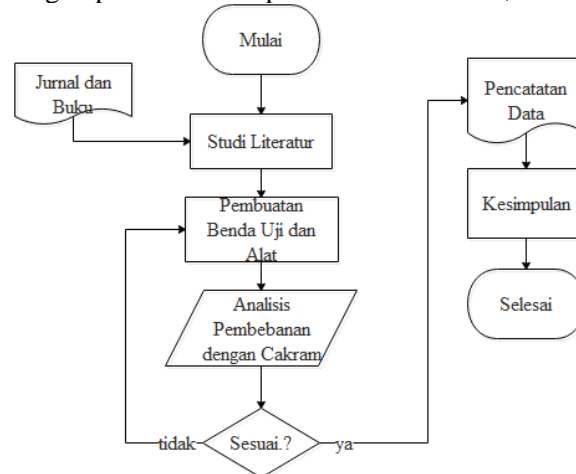 Mulai
Jurnal dan
Buku
Studi Literatur
Pembuatan
Benda Uji dan
Alat
Analisis
Pembebanan
dengan Cakram
Sesuai.?
tidak
ya
Pencatatan
Data
Kesimpulan
Selesai